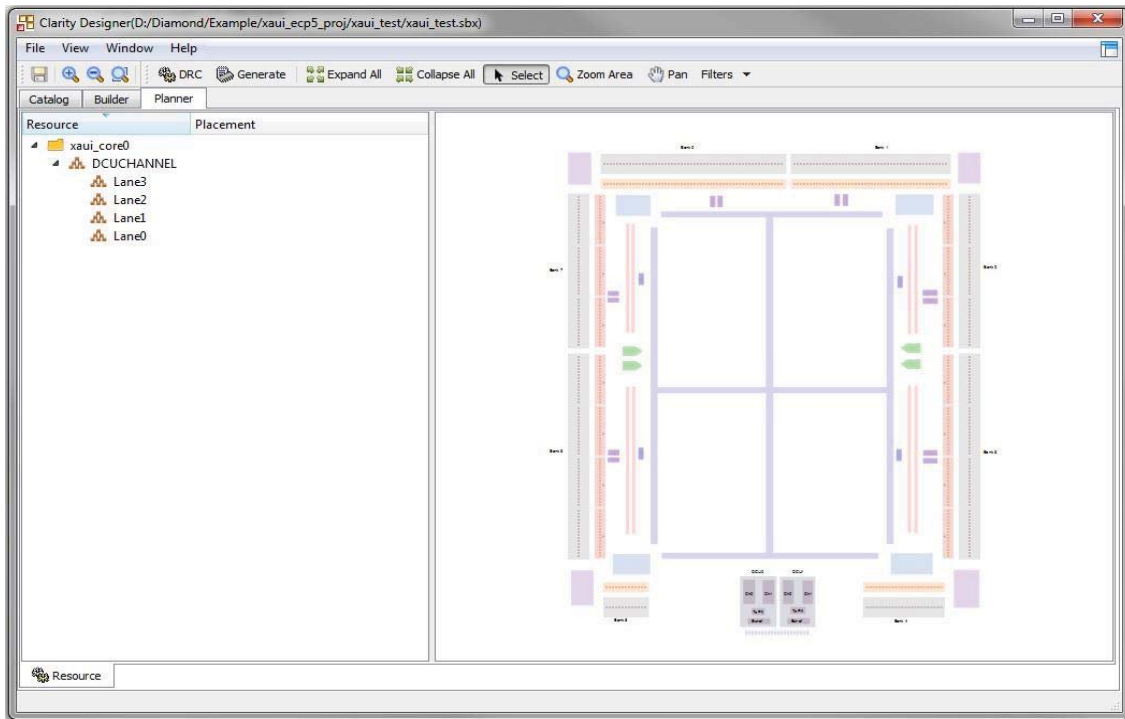 Clarity Designer(D:/Diamond/Example/xaui_ecp5_proj/xaui_test/xaui_test.sbx)
File View Window Help
DRC Generate Expand All Collapse All Select Zoom Area Pan Filters
Catalog Builder Planner
Resource Placement
xaui_core0
DCUCHANNEL
Lane3
Lane2
Lane1
Lane0
Resource